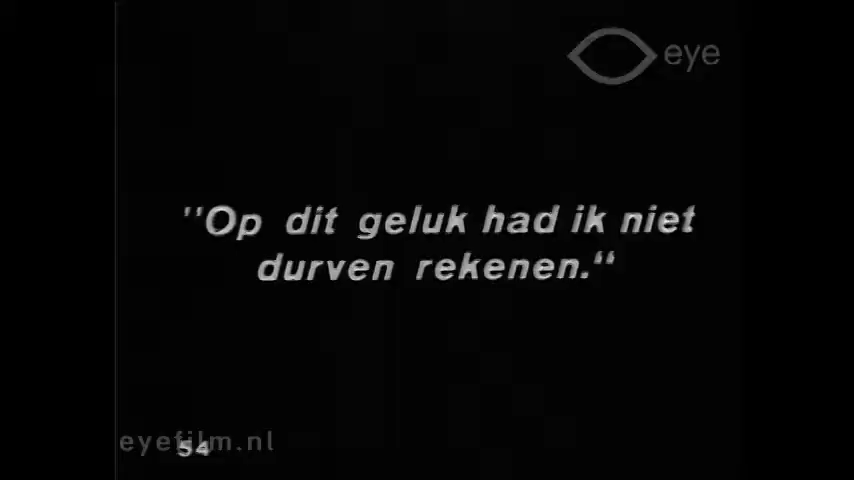 eye
"Op dit geluk had ik niet
durven rekenen."
eyefilm.nl
54